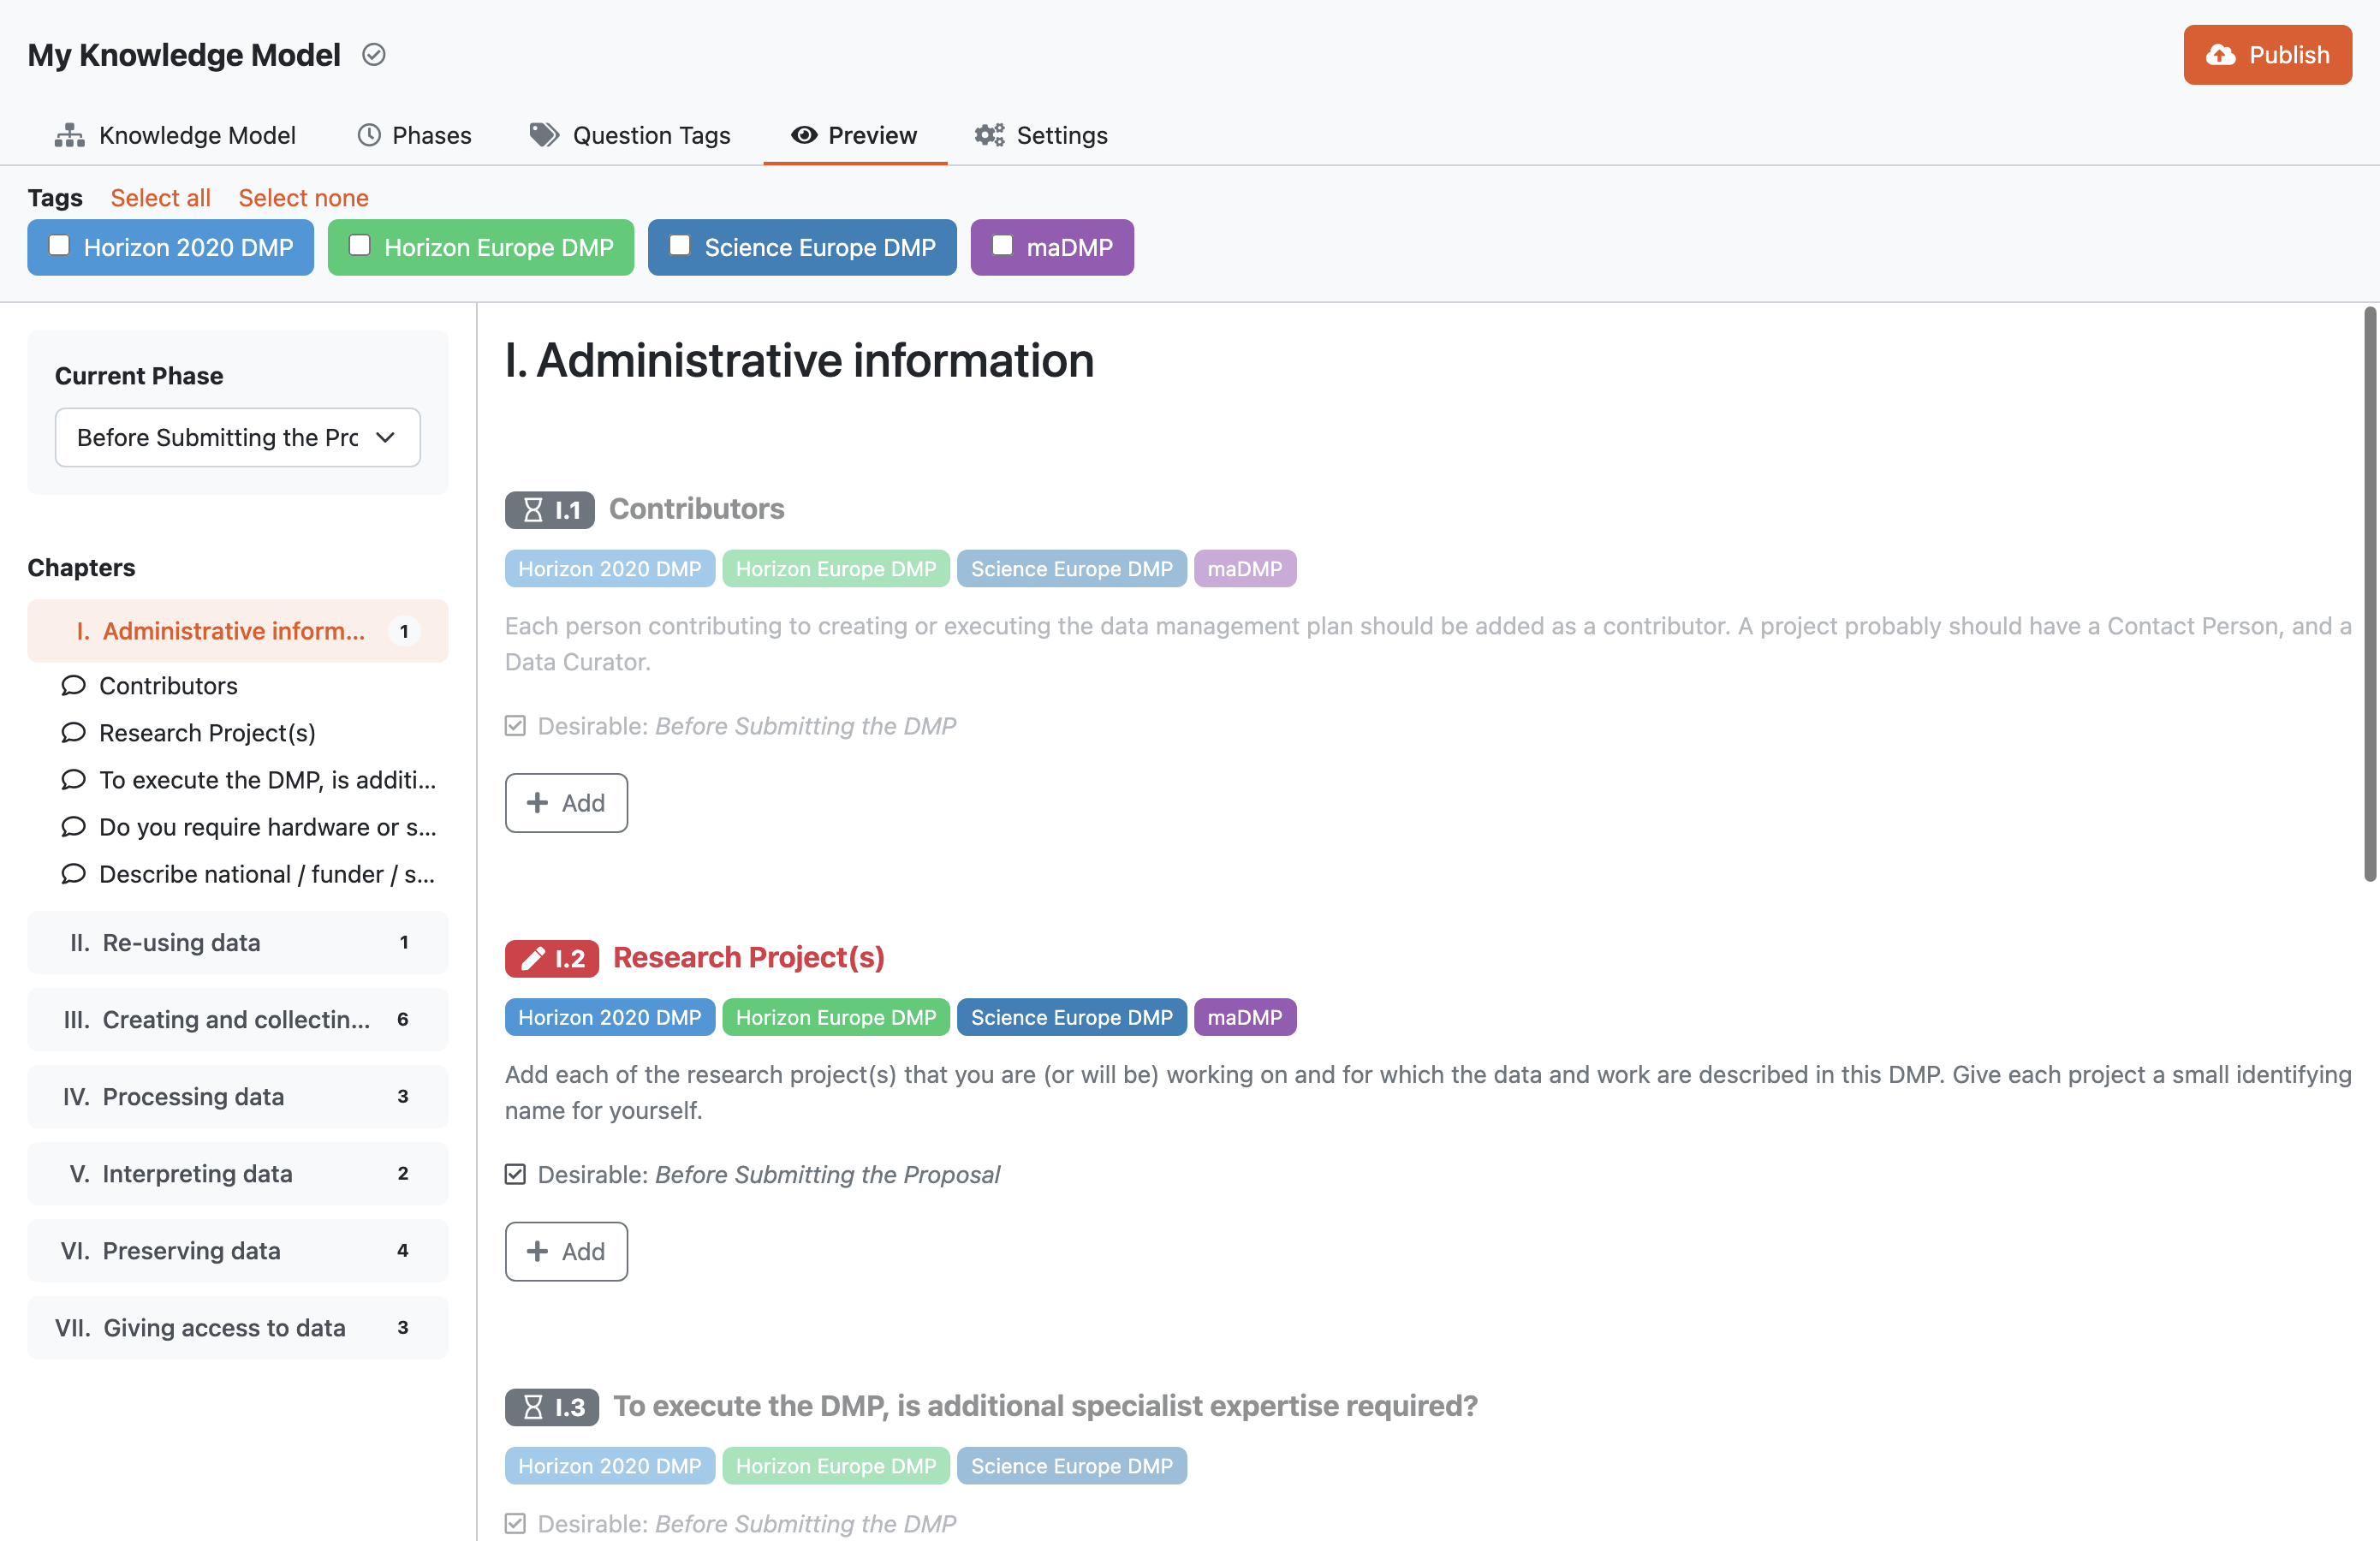 My Knowledge Model
Publish
Knowledge Model
Phases
Question Tags
Preview
Settings
Tags Select all Select none
Horizon 2020 DMP
Horizon Europe DMP
Science Europe DMP
maDMP
Current Phase
Before Submitting the Pro
Chapters
I. Administrative inform... 1
Contributors
Research Project(s)
To execute the DMP, is additi...
Do you require hardware or s...
Describe national / funder / s...
II. Re-using data 1
III. Creating and collectin... 6
IV. Processing data 3
V. Interpreting data 2
VI. Preserving data 4
VII. Giving access to data 3
I. Administrative information
I.1 Contributors
Horizon 2020 DMP Horizon Europe DMP Science Europe DMP maDMP
Each person contributing to creating or executing the data management plan should be added as a contributor. A project probably should have a Contact Person, and a
Data Curator.
Desirable: Before Submitting the DMP
Add
I.2 Research Project(s)
Horizon 2020 DMP Horizon Europe DMP Science Europe DMP maDMP
Add each of the research project(s) that you are (or will be) working on and for which the data and work are described in this DMP. Give each project a small identifying
name for yourself.
Desirable: Before Submitting the Proposal
Add
I.3 To execute the DMP, is additional specialist expertise required?
Horizon 2020 DMP Horizon Europe DMP Science Europe DMP
Desirable: Before Submitting the DMP